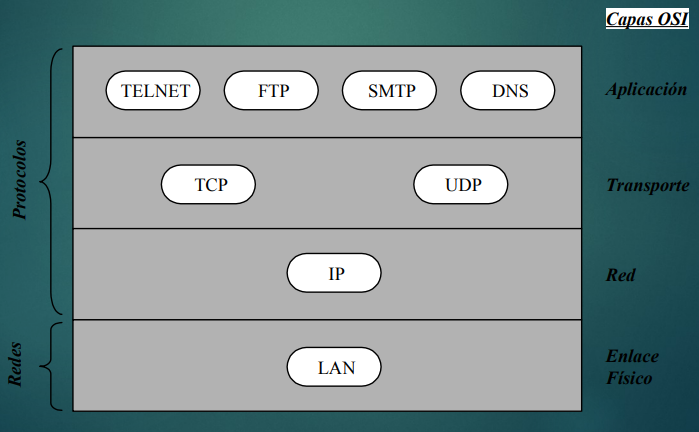 Capas OSI
TELNET FTP SMTP DNS
Aplicación
Protocolos
TCP UDP
Transporte
IP
Red
Redes
LAN
Enlace
Físico